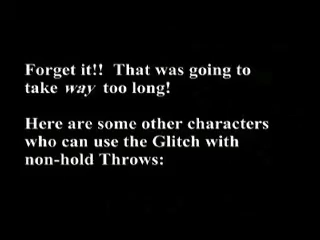 Forget it!!  That was going to
take way too long!
Here are some other characters
who can use the Glitch with
non-hold Throws: